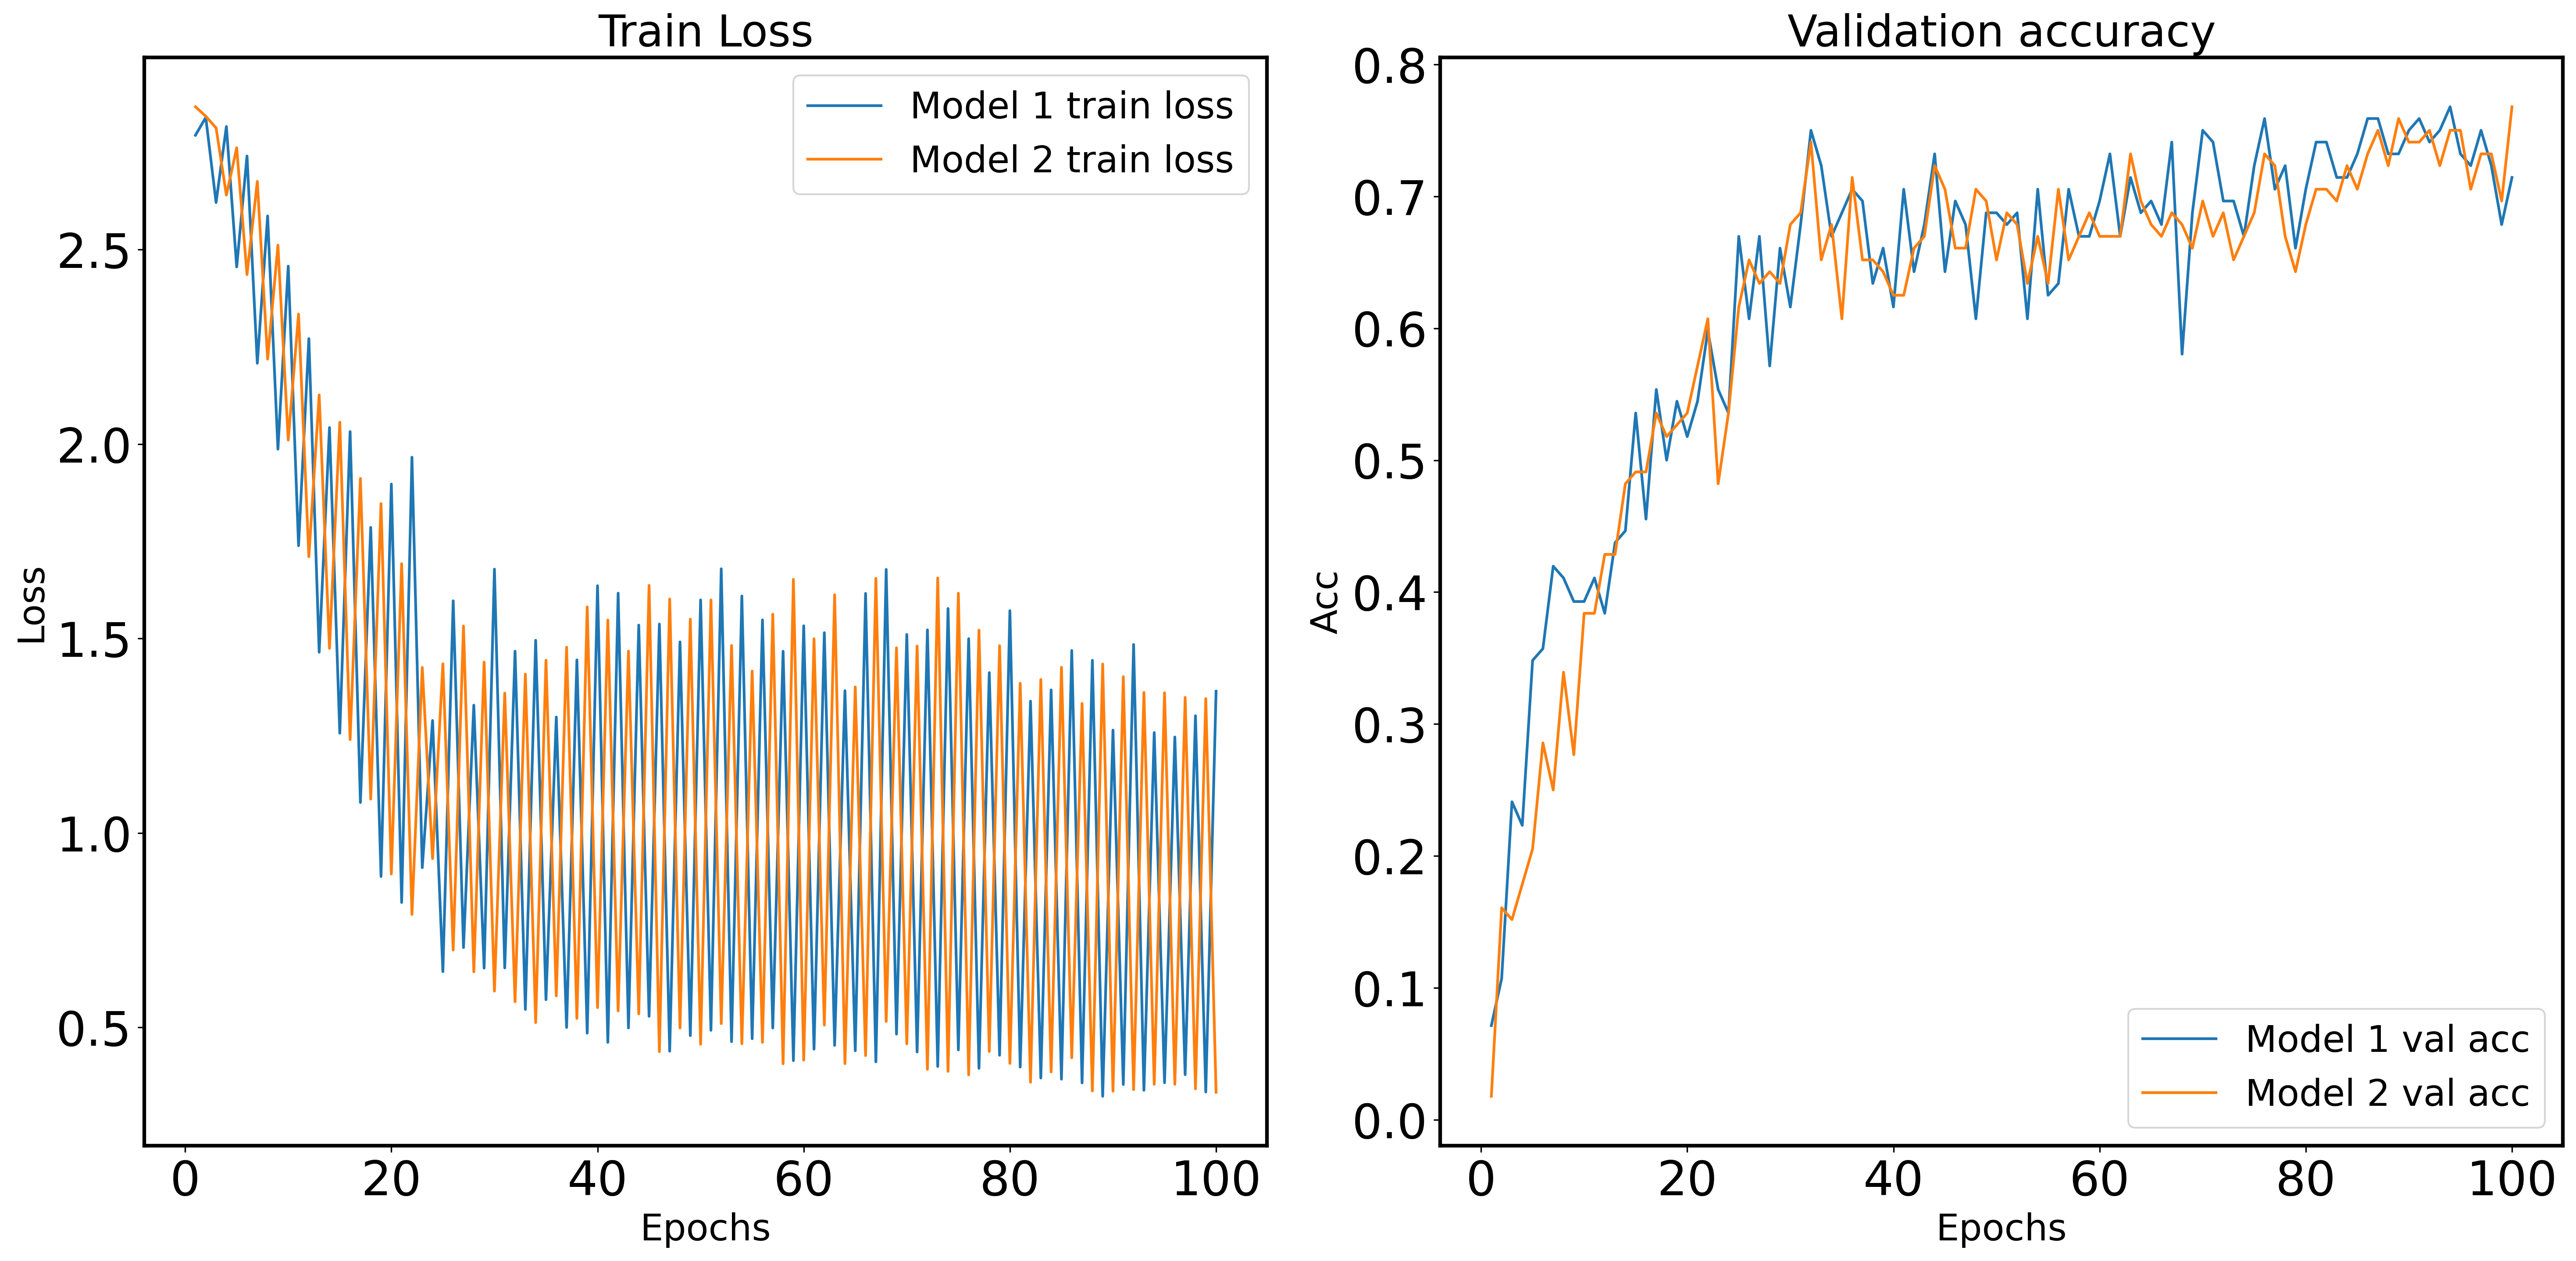 Train Loss
Model 1 train loss
Model 2 train loss
2.5
2.0
1.5
1.0
0.5
Loss
0 20 40 60 80 100
Epochs
Validation accuracy
0.8
0.7
0.6
0.5
0.4
0.3
0.2
0.1
0.0
Acc
Model 1 val acc
Model 2 val acc
0 20 40 60 80 100
Epochs